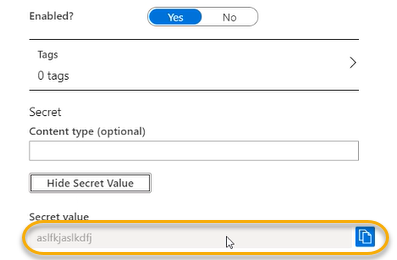 Enabled?
Yes No
Tags
0 tags
Secret
Content type (optional)
Hide Secret Value
Secret value
aslfkjaslkdfj